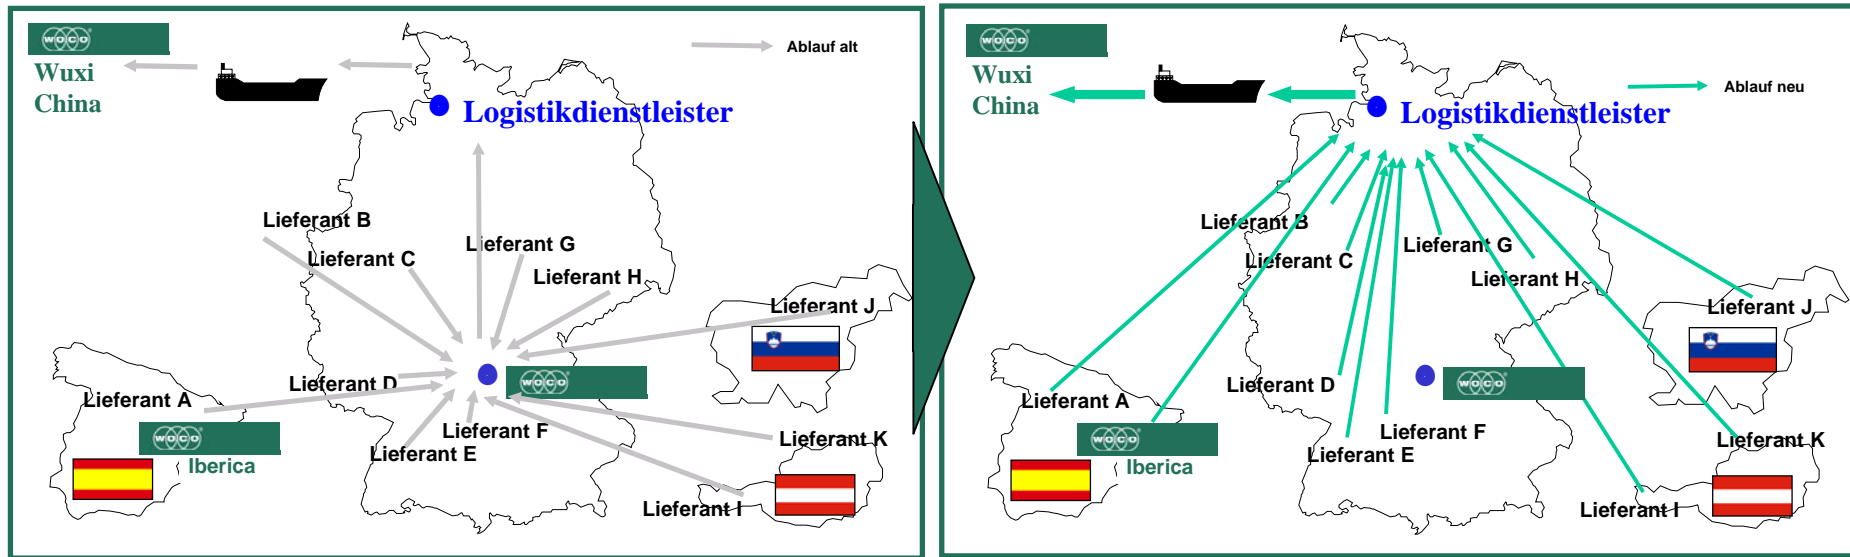 WOCO
Wuxi
China
Ablauf alt
Logistikdienstleister
Lieferant B
Lieferant G
Lieferant C
Lieferant H
Lieferant J
Lieferant D
WOCO
Lieferant A
WOCO
Iberica
Lieferant F
Lieferant E
Lieferant K
Lieferant I
WOCO
Wuxi
China
Ablauf neu
Logistikdienstleister
Lieferant B
Lieferant G
Lieferant C
Lieferant H
Lieferant J
Lieferant D
WOCO
Lieferant A
WOCO
Iberica
Lieferant F
Lieferant E
Lieferant K
Lieferant I